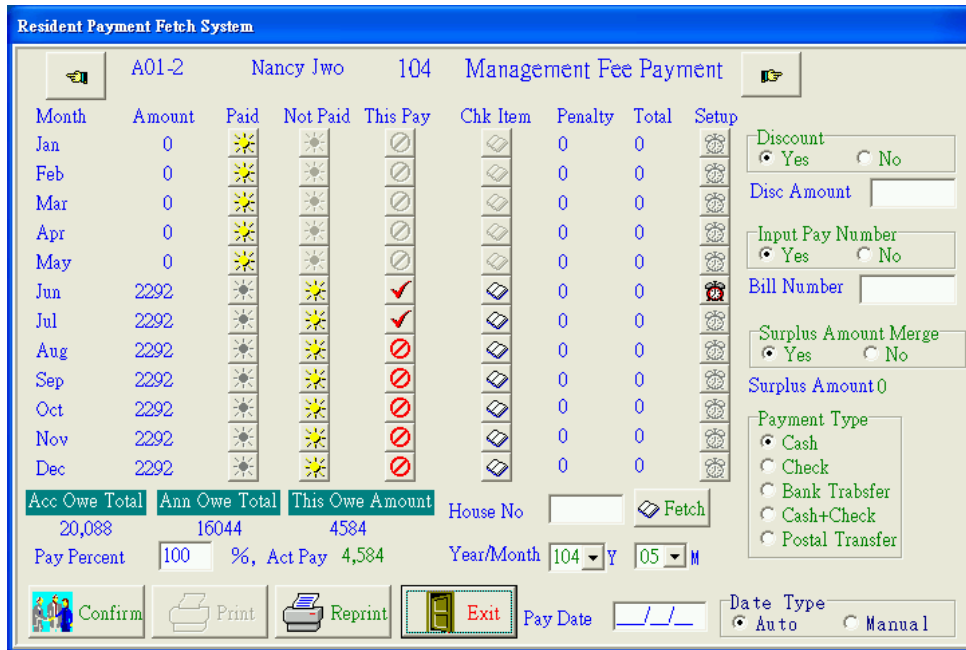 Resident Payment Fetch System
A01-2 Nancy Jwo 104 Management Fee Payment
Month Amount Paid Not Paid This Pay Chk Item Penalty Total Setup
Jan 0 0 0
Feb 0 0 0
Mar 0 0 0
Apr 0 0 0
May 0 0 0
Jun 2292 0 0
Jul 2292 0 0
Aug 2292 0 0
Sep 2292 0 0
Oct 2292 0 0
Nov 2292 0 0
Dec 2292 0 0
Discount
Yes No
Disc Amount
Input Pay Number
Yes No
Bill Number
Surplus Amount Merge
Yes No
Surplus Amount 0
Payment Type
Cash
Check
Bank Trabsfer
Cash+Check
Postal Transfer
Acc Owe Total Ann Owe Total This Owe Amount
20,088 16044 4584
House No Fetch
Pay Percent 100 %, Act Pay 4,584
Year/Month 104 Y 05 M
Confirm Print Reprint Exit
Pay Date __/__/__
Date Type
Auto Manual